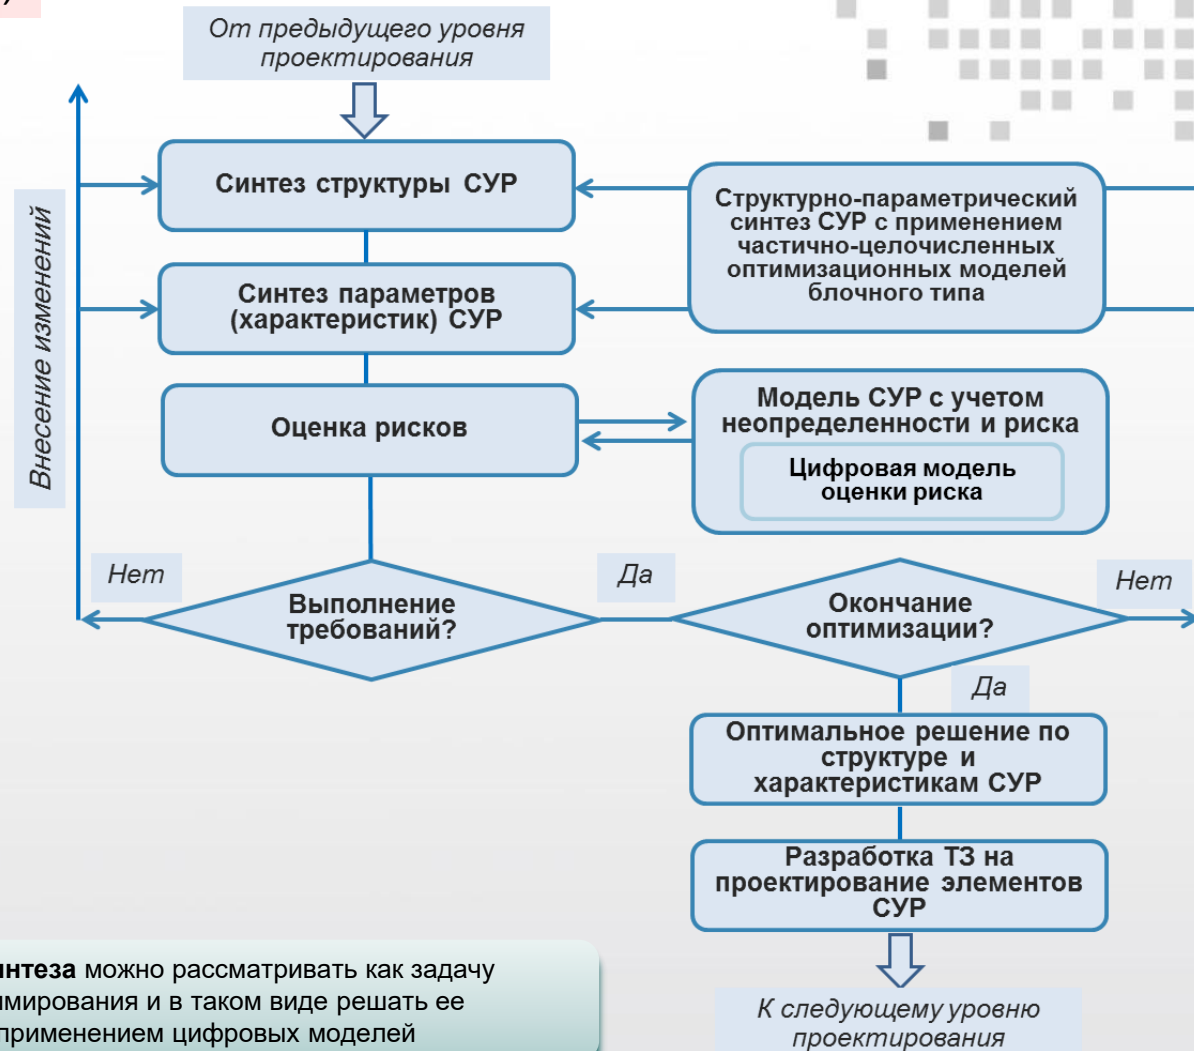 )
От предыдущего уровня
проектирования
Синтез структуры СУР
Структурно-параметрический
синтез СУР с применением
частично-целочисленных
оптимизационных моделей
блочного типа
Внесение изменений
Синтез параметров
(характеристик) СУР
Оценка рисков
Модель СУР с учетом
неопределенности и риска
Цифровая модель
оценки риска
Нет
Выполнение
требований?
Да
Окончание
оптимизации?
Нет
Да
Оптимальное решение по
структуре и
характеристикам СУР
Разработка ТЗ на
проектирование элементов
СУР
К следующему уровню
проектирования
можно рассматривать как задачу
и в таком виде решать ее
применением цифровых моделей